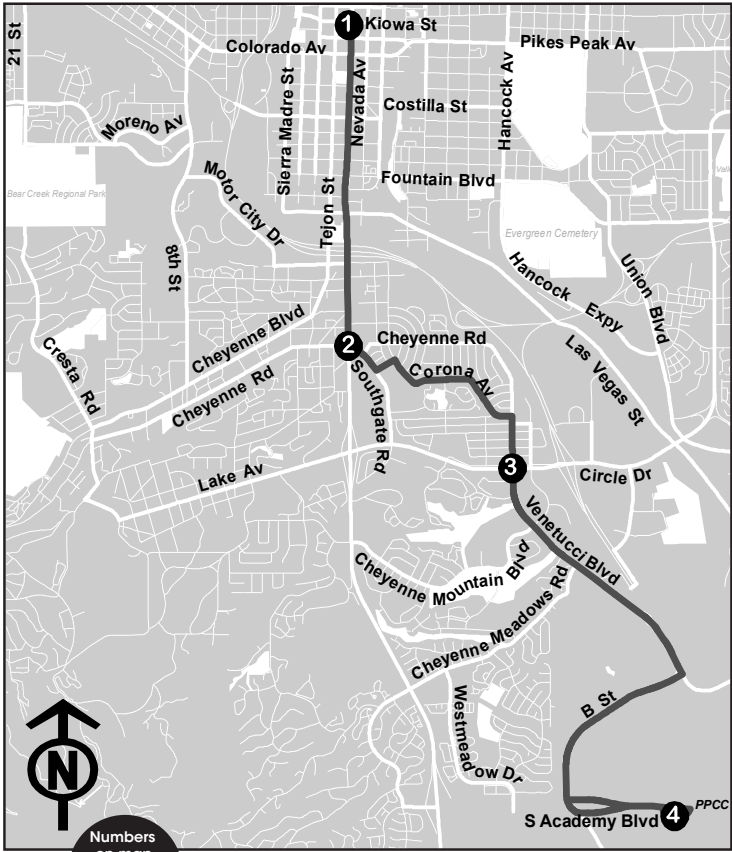 1
Kiowa St
21 St
Colorado Av
Pikes Peak Av
Sierra Madre St
Nevada Av
Hancock Av
Costilla St
Moreno Av
Motor City Dr
Tejon St
Fountain Blvd
Bear Creek Regional Park
Evergreen Cemetery
8th St
Hancock Expy
Union Blvd
Cheyenne Blvd
2
Cheyenne Rd
Cresta Rd
Cheyenne Rd
Southgate Rd
Corona Av
Las Vegas St
3
Lake Av
Circle Dr
Venetucci Blvd
Cheyenne Mountain Blvd
Cheyenne Meadows Rd
Westmeadow Dr
B St
N
S Academy Blvd
4
PPCC
Numbers
on map